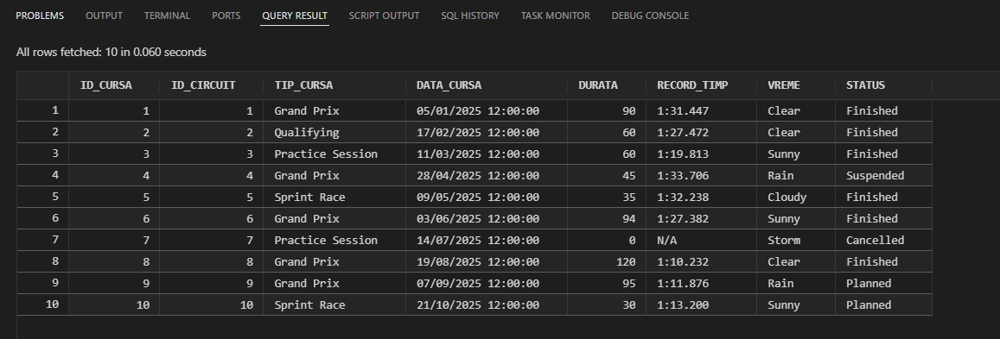 PROBLEMS OUTPUT TERMINAL PORTS QUERY RESULT SCRIPT OUTPUT SQL HISTORY TASK MONITOR DEBUG CONSOLE
All rows fetched: 10 in 0.060 seconds
ID_CURSA ID_CIRCUIT TIP_CURSA DATA_CURSA DURATA RECORD_TIMP VREME STATUS
1 1 1 Grand Prix 05/01/2025 12:00:00 90 1:31.447 Clear Finished
2 2 2 Qualifying 17/02/2025 12:00:00 60 1:27.472 Clear Finished
3 3 3 Practice Session 11/03/2025 12:00:00 60 1:19.813 Sunny Finished
4 4 4 Grand Prix 28/04/2025 12:00:00 45 1:33.706 Rain Suspended
5 5 5 Sprint Race 09/05/2025 12:00:00 35 1:32.238 Cloudy Finished
6 6 6 Grand Prix 03/06/2025 12:00:00 94 1:27.382 Sunny Finished
7 7 7 Practice Session 14/07/2025 12:00:00 0 N/A Storm Cancelled
8 8 8 Grand Prix 19/08/2025 12:00:00 120 1:10.232 Clear Finished
9 9 9 Grand Prix 07/09/2025 12:00:00 95 1:11.876 Rain Planned
10 10 10 Sprint Race 21/10/2025 12:00:00 30 1:13.200 Sunny Planned